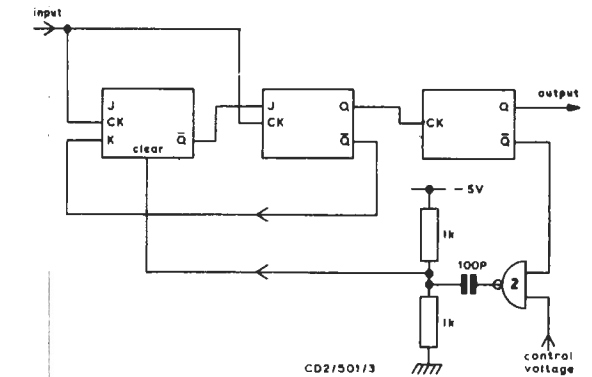 input
J
CK
K
clear
Q̅
J
CK
Q
Q̅
CK
Q
Q̅
output
— 5V
1k
100P
2
1k
control
voltage
CD2/501/3